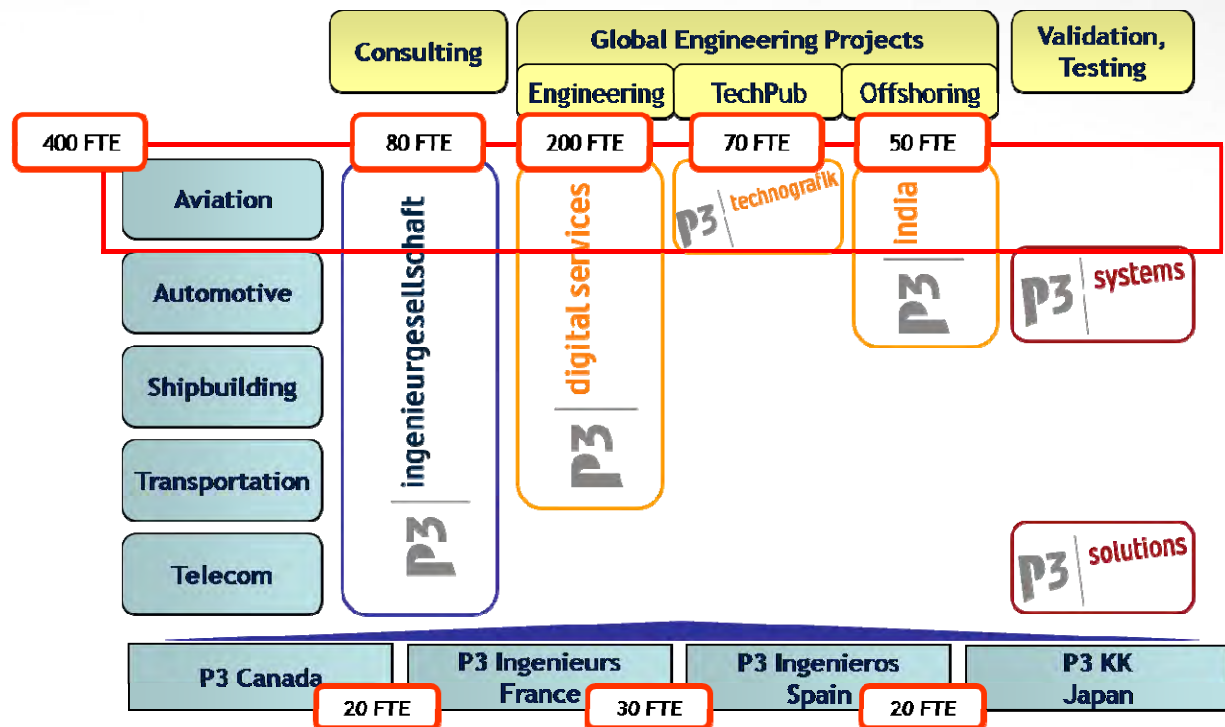 Consulting
Global Engineering Projects
Validation,
Testing
Engineering
TechPub
Offshoring
400 FTE
80 FTE
200 FTE
70 FTE
50 FTE
Aviation
Automotive
Shipbuilding
Transportation
Telecom
P3 ingenieurgesellschaft
P3 digital services
P3 technografik
P3 india
P3 systems
P3 solutions
P3 Canada
P3 Ingenieurs
France
P3 Ingenieros
Spain
P3 KK
Japan
20 FTE
30 FTE
20 FTE